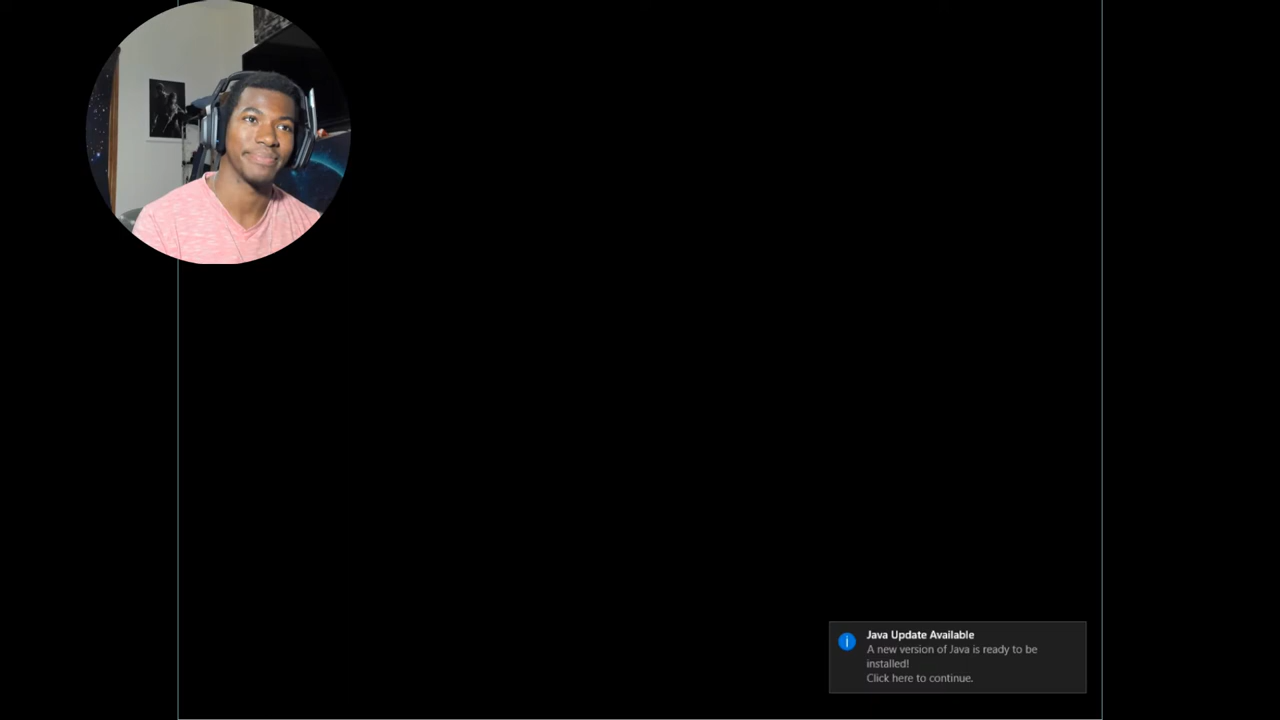 Java Update Available
A new version of Java is ready to be
installed!
Click here to continue.